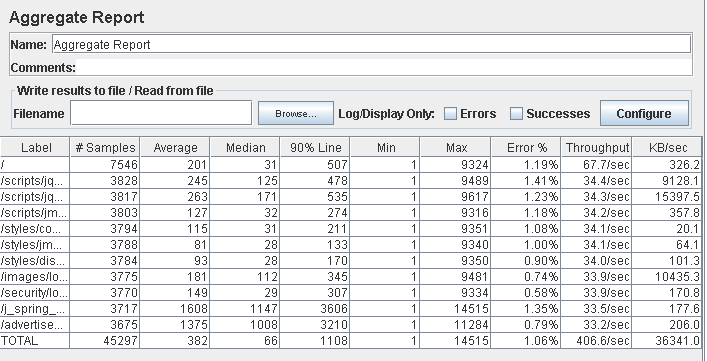 Aggregate Report
Name: Aggregate Report
Comments:
Write results to file / Read from file
Filename Browse... Log/Display Only: Errors Successes Configure
Label # Samples Average Median 90% Line Min Max Error % Throughput KB/sec
/ 7546 201 31 507 1 9324 1.19% 67.7/sec 326.2
/scripts/jq... 3828 245 125 478 1 9489 1.41% 34.4/sec 9128.1
/scripts/jq... 3817 263 171 535 1 9617 1.23% 34.3/sec 15397.5
/scripts/jm... 3803 127 32 274 1 9316 1.18% 34.2/sec 357.8
/styles/co... 3794 115 31 211 1 9351 1.08% 34.1/sec 20.1
/styles/jm... 3788 81 28 133 1 9340 1.00% 34.1/sec 64.1
/styles/dis... 3784 93 28 170 1 9350 0.90% 34.0/sec 101.3
/images/lo... 3775 181 112 345 1 9481 0.74% 33.9/sec 10435.3
/security/lo... 3770 149 29 307 1 9334 0.58% 33.9/sec 170.8
/j_spring_... 3717 1608 1147 3606 1 14515 1.35% 33.5/sec 177.6
/advertise... 3675 1375 1008 3210 1 11284 0.79% 33.2/sec 206.0
TOTAL 45297 382 66 1108 1 14515 1.06% 406.6/sec 36341.0